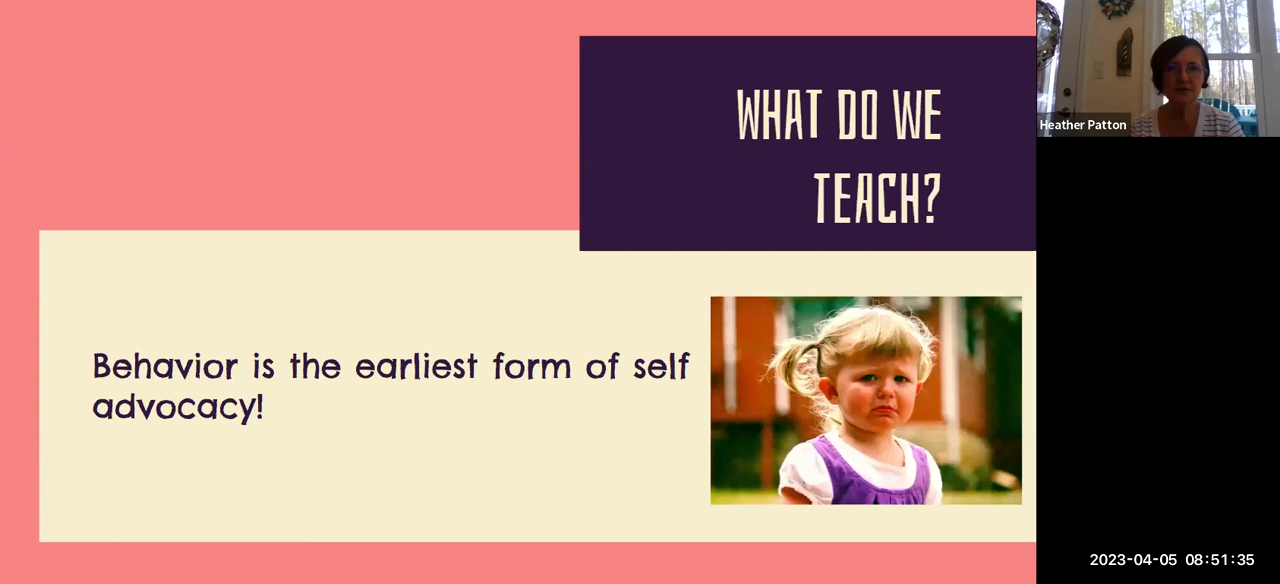 WHAT DO WE
TEACH?
Heather Patton
Behavior is the earliest form of self
advocacy!
2023-04-05 08:51:35